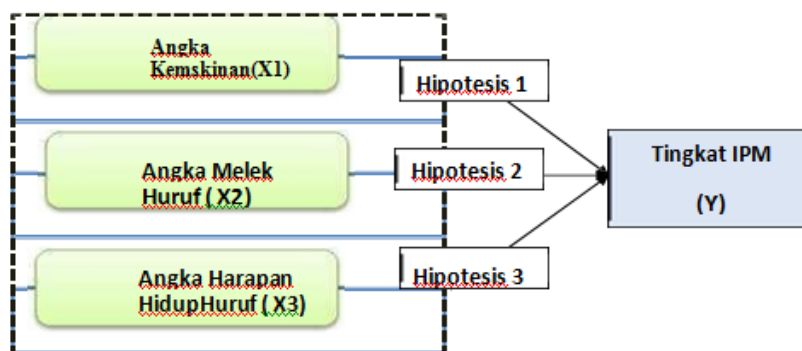 Angka
Kemskinan(X1)
Hipotesis 1
Angka Melek
Huruf ( X2)
Hipotesis 2
Tingkat IPM
(Y)
Angka Harapan
HidupHuruf ( X3)
Hipotesis 3